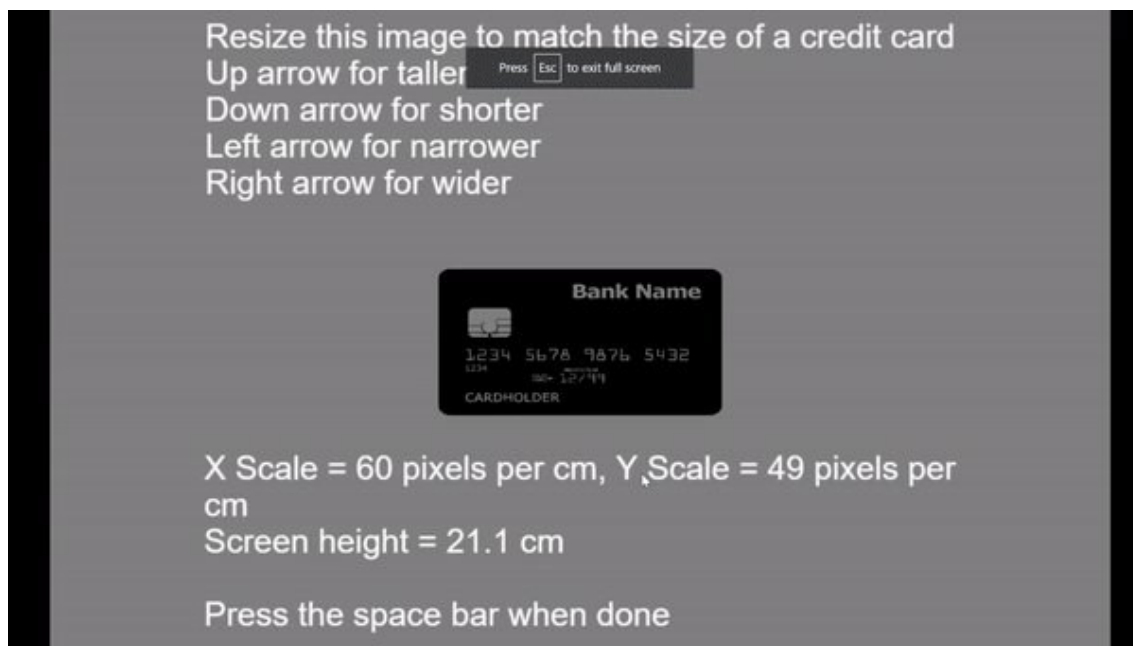 Resize this image to match the size of a credit card
Up arrow for taller
Press Esc to exit full screen
Down arrow for shorter
Left arrow for narrower
Right arrow for wider
Bank Name
1234 5678 9876 5432
1234
12/99
CARDHOLDER
X Scale = 60 pixels per cm, Y Scale = 49 pixels per
cm
Screen height = 21.1 cm
Press the space bar when done